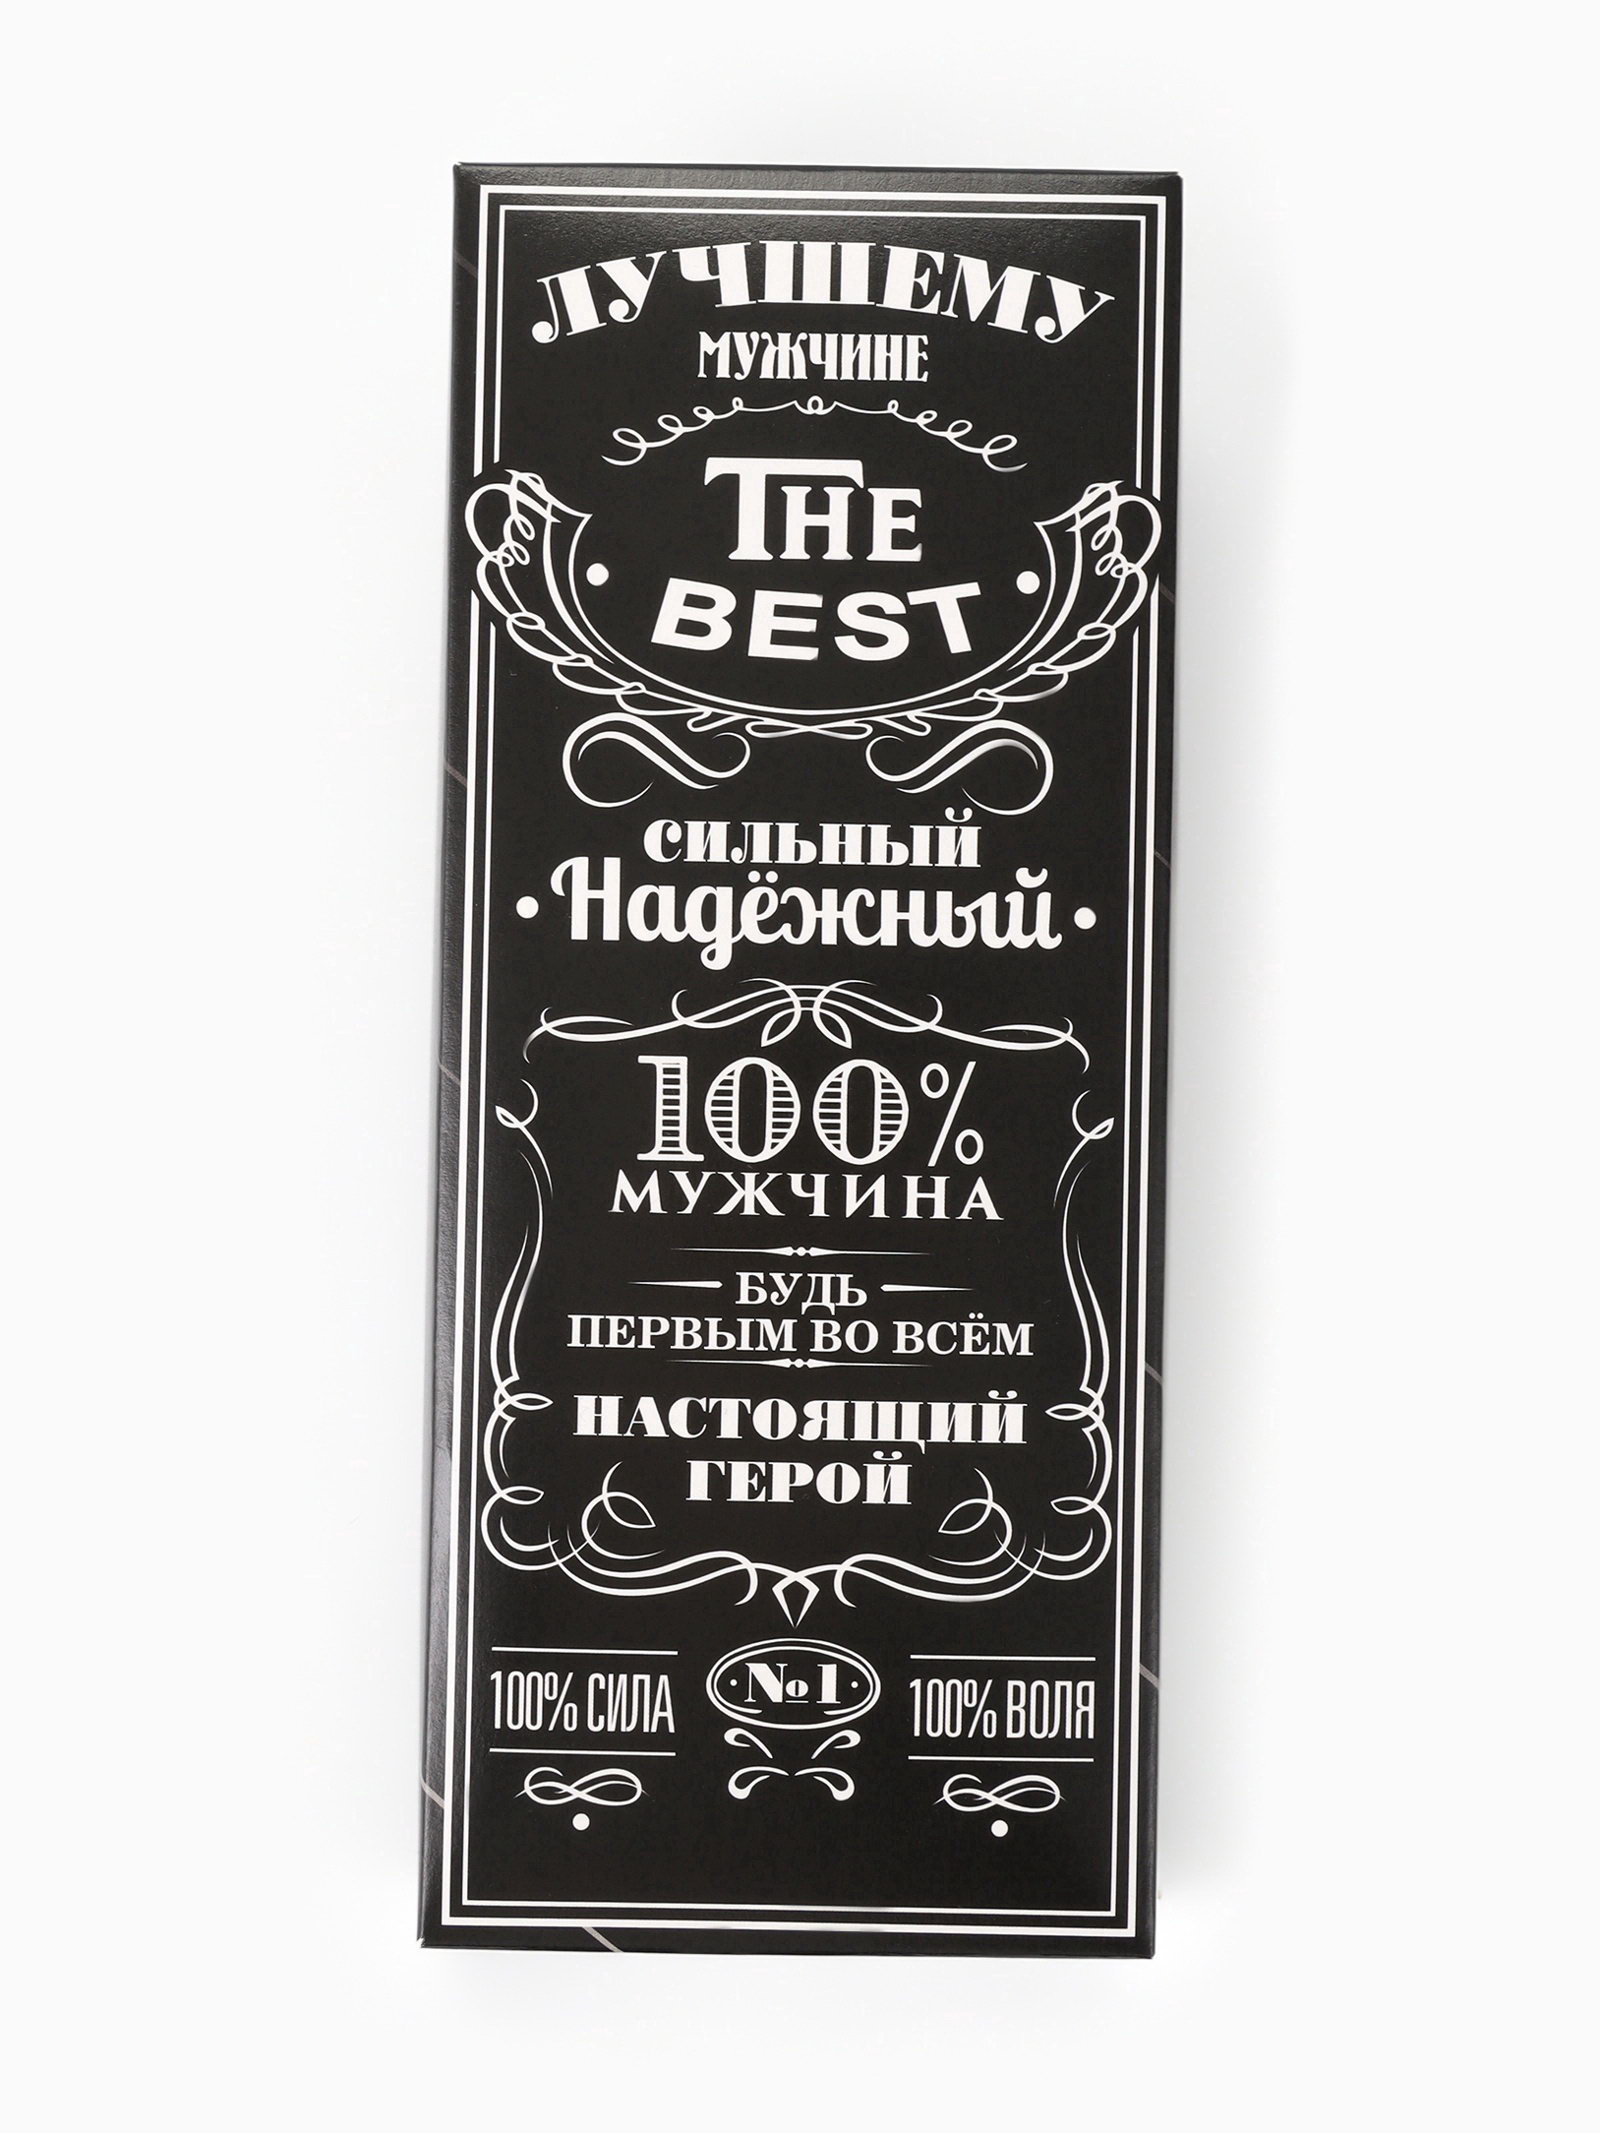 ЛУЧШЕМУ
МУЖЧИНЕ
THE
BEST
СИЛЬНЫЙ
Надёжный
100%
МУЖЧИНА
БУДЬ
ПЕРВЫМ ВО ВСЁМ
НАСТОЯЩИЙ
ГЕРОЙ
100% СИЛА
№1
100% ВОЛЯ